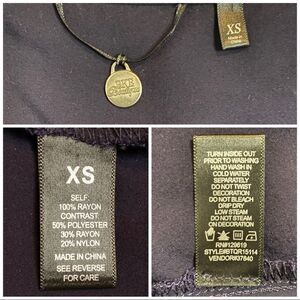 XS
Made in
China
XS
SELF:
100% RAYON
CONTRAST
50% POLYESTER
30% RAYON
20% NYLON
MADE IN CHINA
SEE REVERSE
FOR CARE
TURN INSIDE OUT
PRIOR TO WASHING
HAND WASH IN
COLD WATER
SEPARATELY
DO NOT TWIST
DECORATION
DO NOT BLEACH
DRIP DRY
LOW STEAM
DO NOT STEAM
ON DECORATION
RN#129619
STYLE#BTOR15114
VENDOR#37840